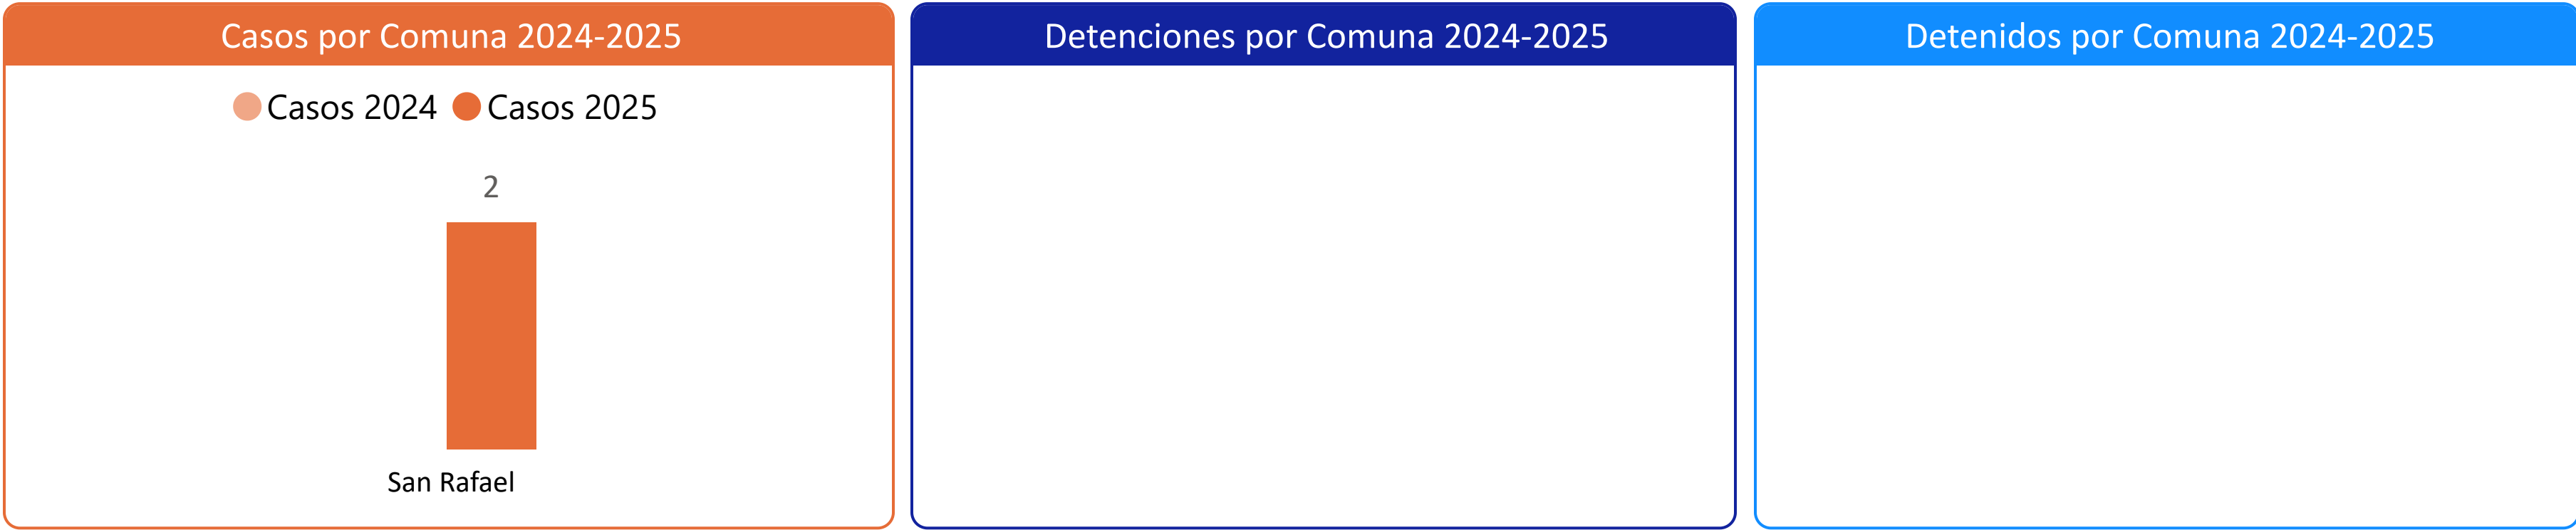 Casos por Comuna 2024-2025
Casos 2024 Casos 2025
2
San Rafael
Detenciones por Comuna 2024-2025
Detenidos por Comuna 2024-2025